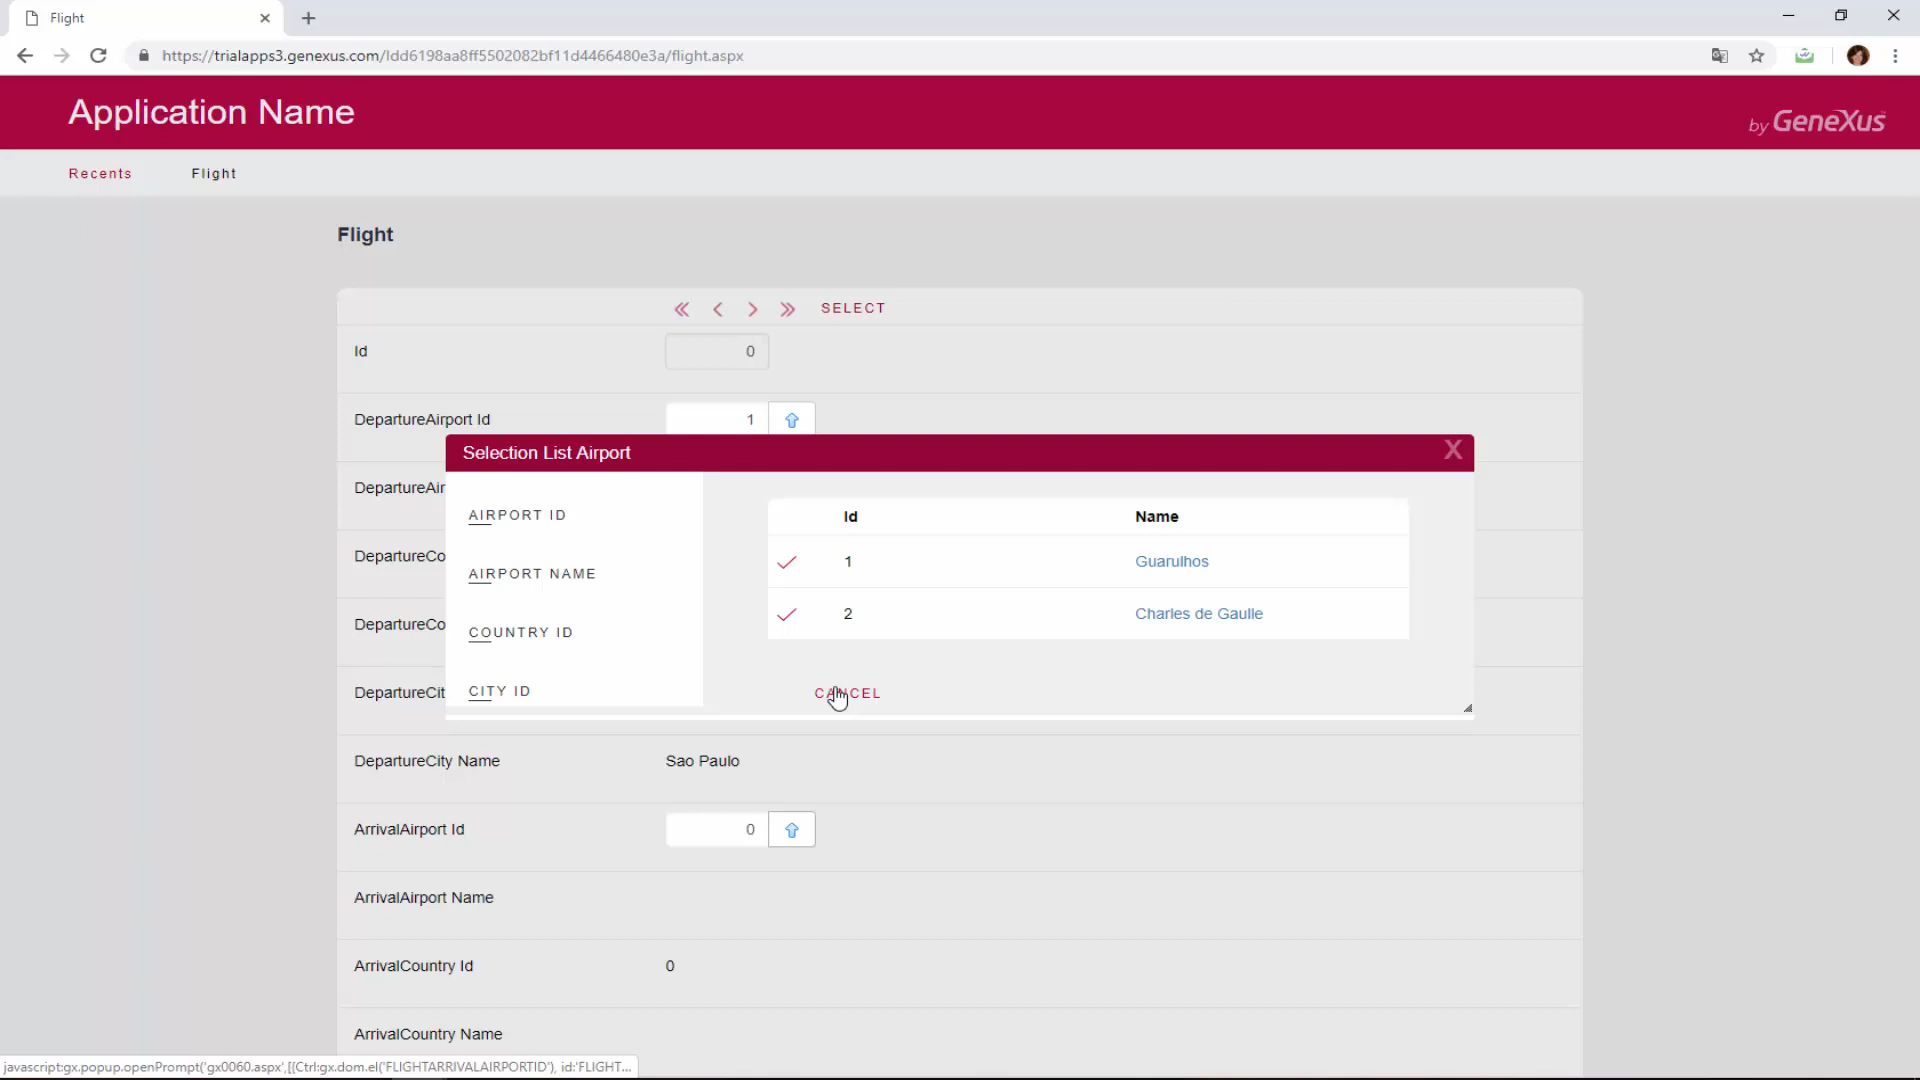 Flight
https://trialapps3.genexus.com/Idd6198aa8ff5502082bf11d4466480e3a/flight.aspx
Application Name
by GeneXus
Recents Flight
Flight
SELECT
Id 0
DepartureAirport Id 1
Selection List Airport X
DepartureAir
AIRPORT ID
Id Name
DepartureCo
1 Guarulhos
AIRPORT NAME
2 Charles de Gaulle
DepartureCo
COUNTRY ID
DepartureCit
CITY ID
CANCEL
DepartureCity Name Sao Paulo
ArrivalAirport Id 0
ArrivalAirport Name
ArrivalCountry Id 0
ArrivalCountry Name
javascript:gx.popup.openPrompt('gx0060.aspx',[{Ctrl:gx.dom.el('FLIGHTARRIVALAIRPORTID'), id:'FLIGHT...